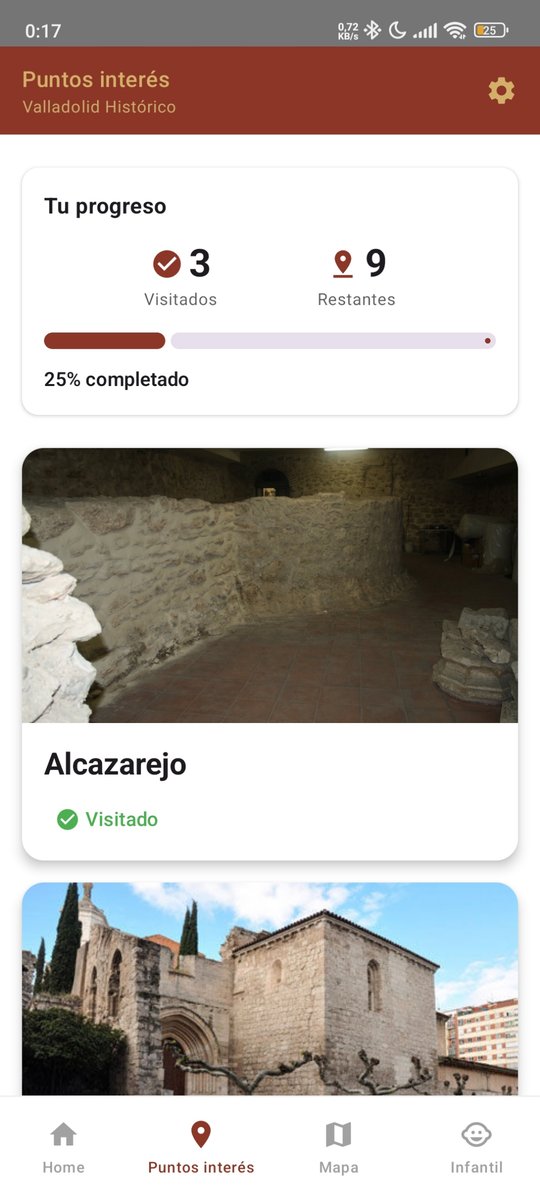 0:17
0,72
KB/s
25
Puntos interés
Valladolid Histórico
Tu progreso
3
9
Visitados
Restantes
25% completado
Alcazarejo
Visitado
Home
Puntos interés
Mapa
Infantil